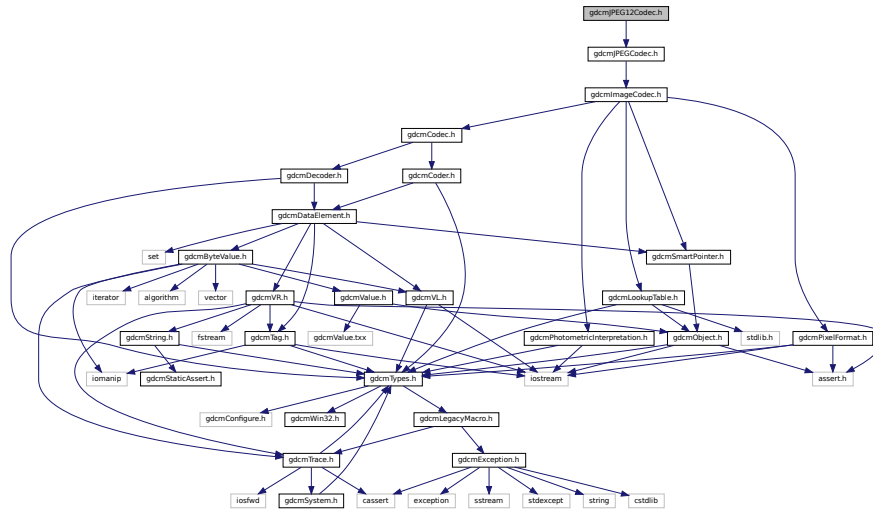 gdcmJPEG12Codec.h
gdcmJPEGCodec.h
gdcmImageCodec.h
gdcmCodec.h
gdcmDecoder.h
gdcmCoder.h
gdcmDataElement.h
set
gdcmByteValue.h
gdcmSmartPointer.h
iterator
algorithm
vector
gdcmVR.h
gdcmValue.h
gdcmVL.h
gdcmLookupTable.h
gdcmString.h
fstream
gdcmTag.h
gdcmValue.txx
gdcmPhotometricInterpretation.h
gdcmObject.h
stdlib.h
gdcmPixelFormat.h
iomanip
gdcmStaticAssert.h
gdcmTypes.h
iostream
assert.h
gdcmConfigure.h
gdcmWin32.h
gdcmLegacyMacro.h
gdcmTrace.h
gdcmException.h
iosfwd
gdcmSystem.h
cassert
exception
sstream
stdexcept
string
cstdlib